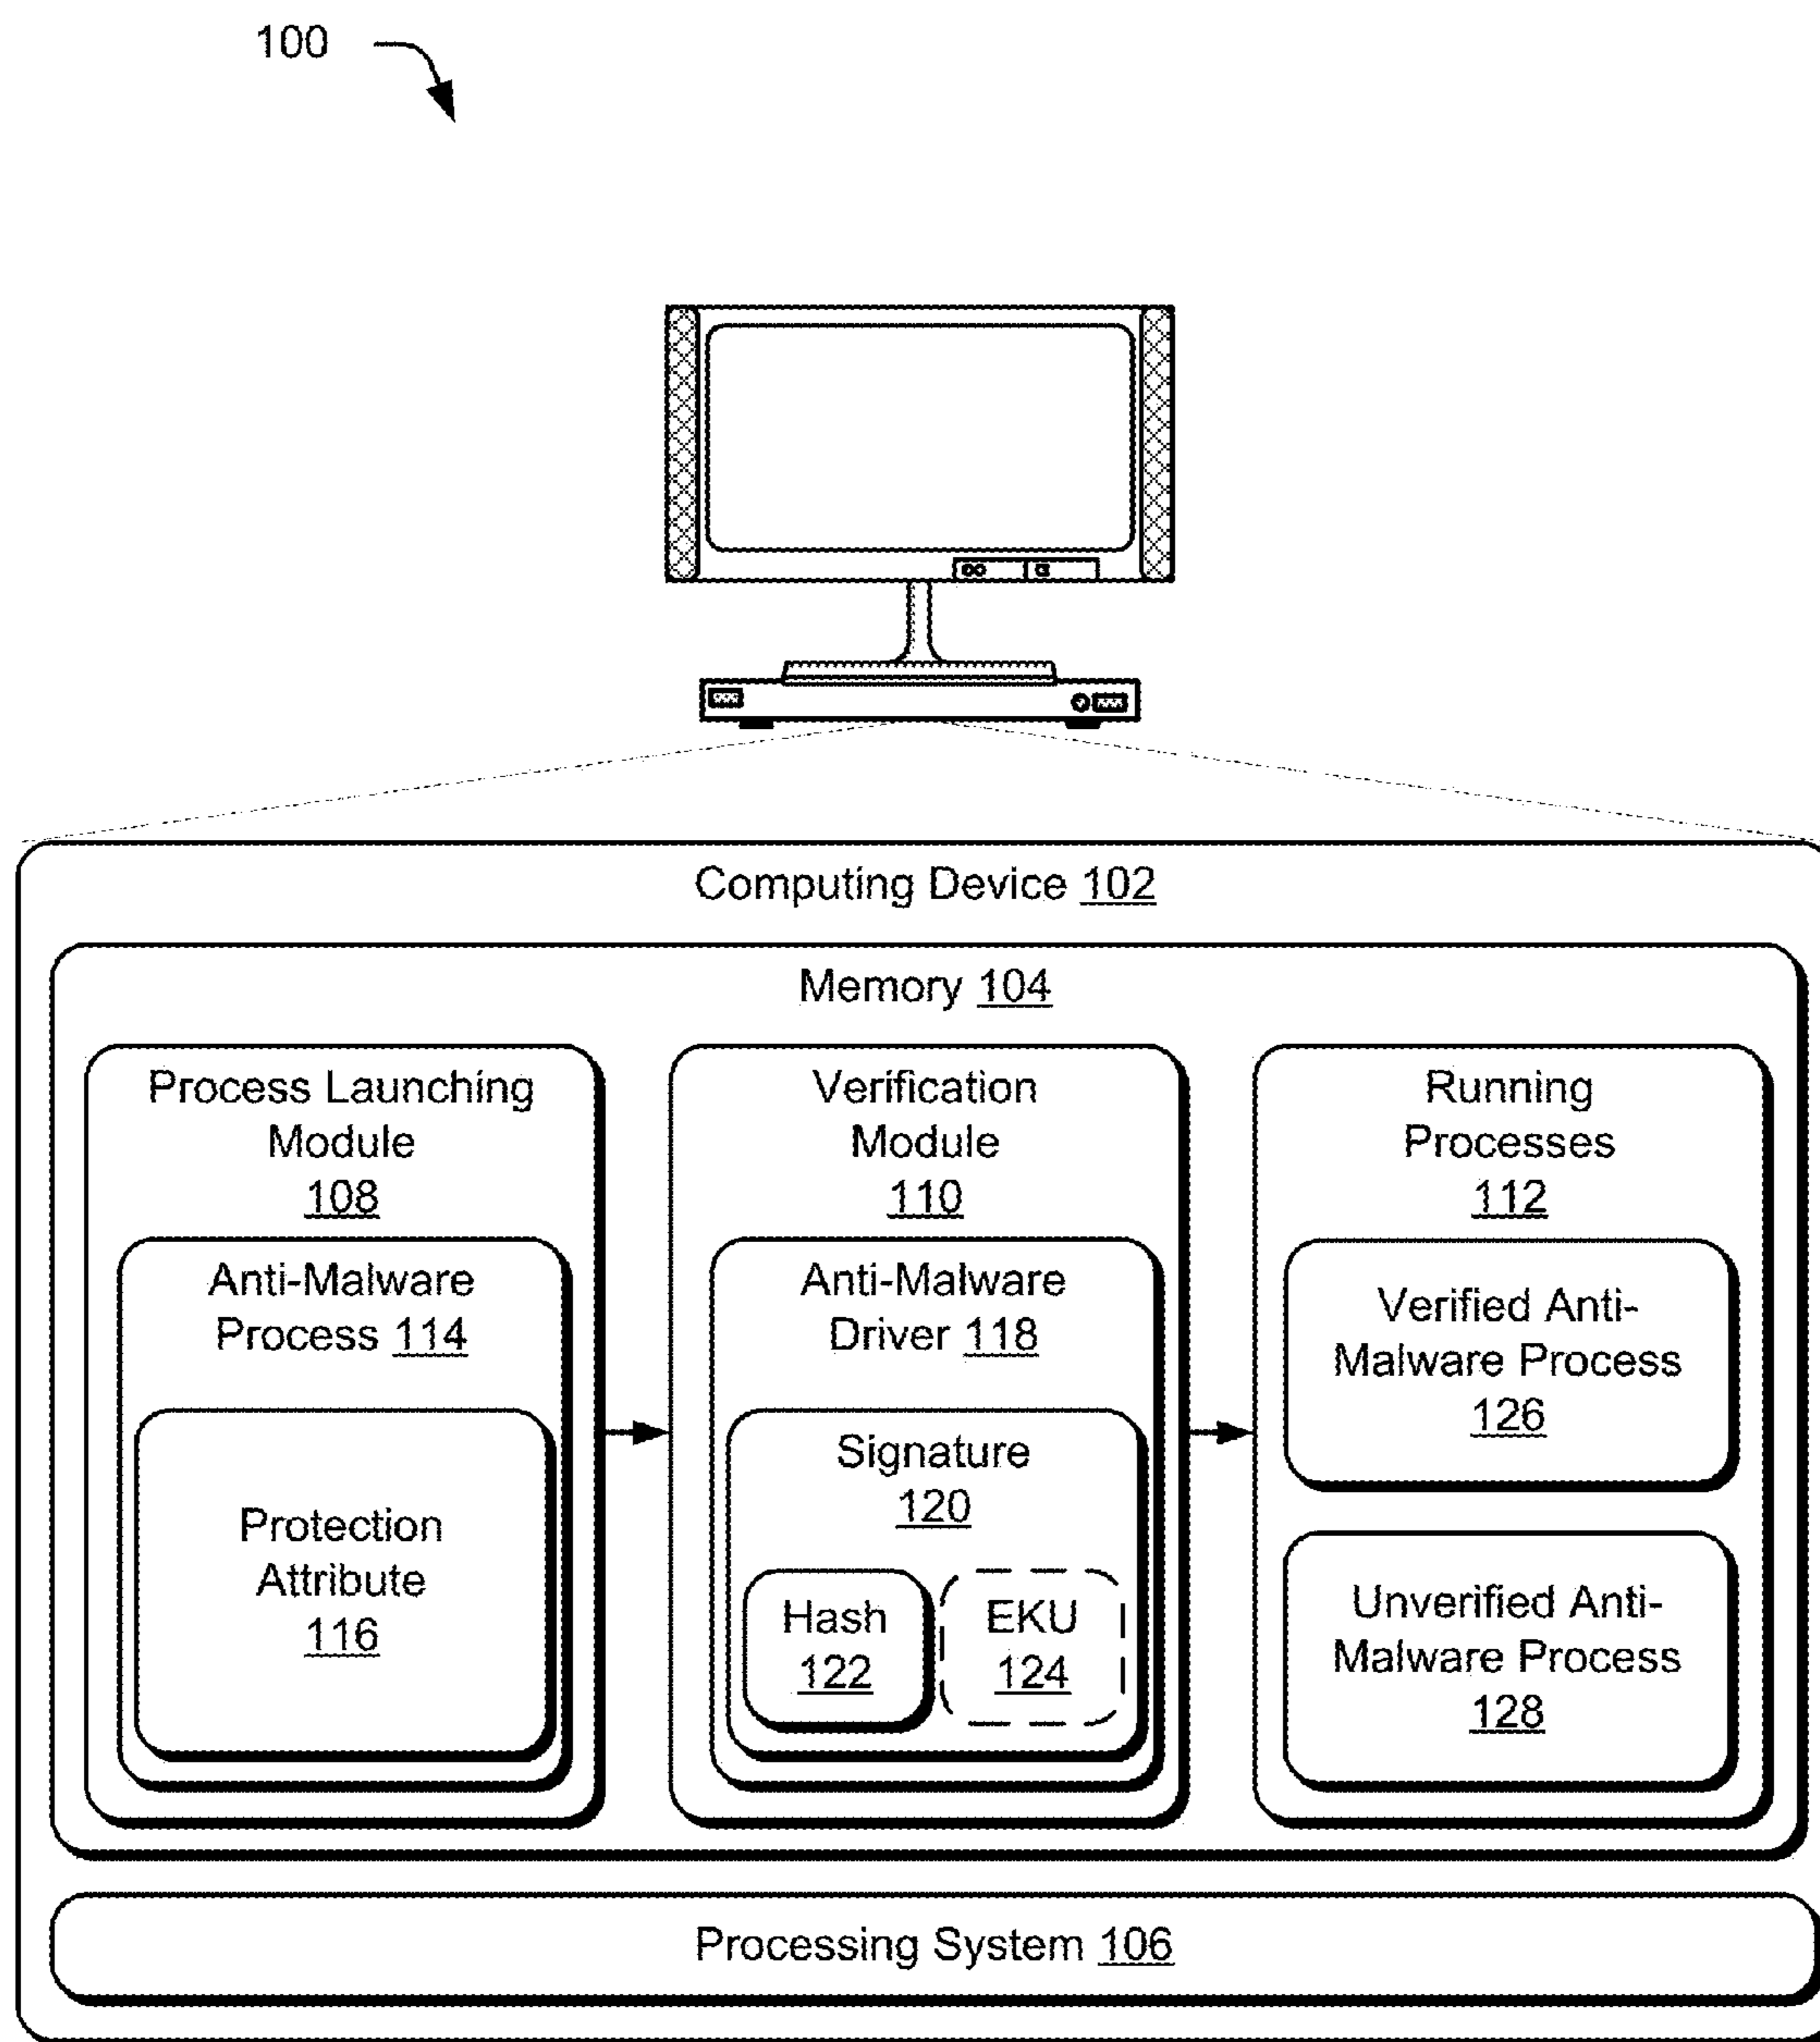 100
Computing Device 102
Memory 104
Process Launching
Module
108
Anti-Malware
Process 114
Protection
Attribute
116
Verification
Module
110
Anti-Malware
Driver 118
Signature
120
Hash
122
EKU
124
Running
Processes
112
Verified Anti-
Malware Process
126
Unverified Anti-
Malware Process
128
Processing System 106